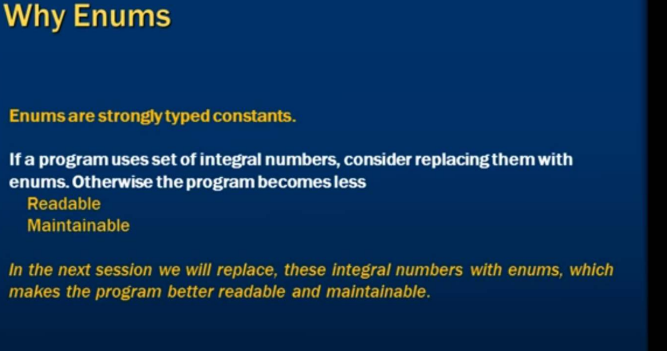 Why Enums
Enums are strongly typed constants.
If a program uses set of integral numbers, consider replacing them with
enums. Otherwise the program becomes less
Readable
Maintainable
In the next session we will replace, these integral numbers with enums, which
makes the program better readable and maintainable.